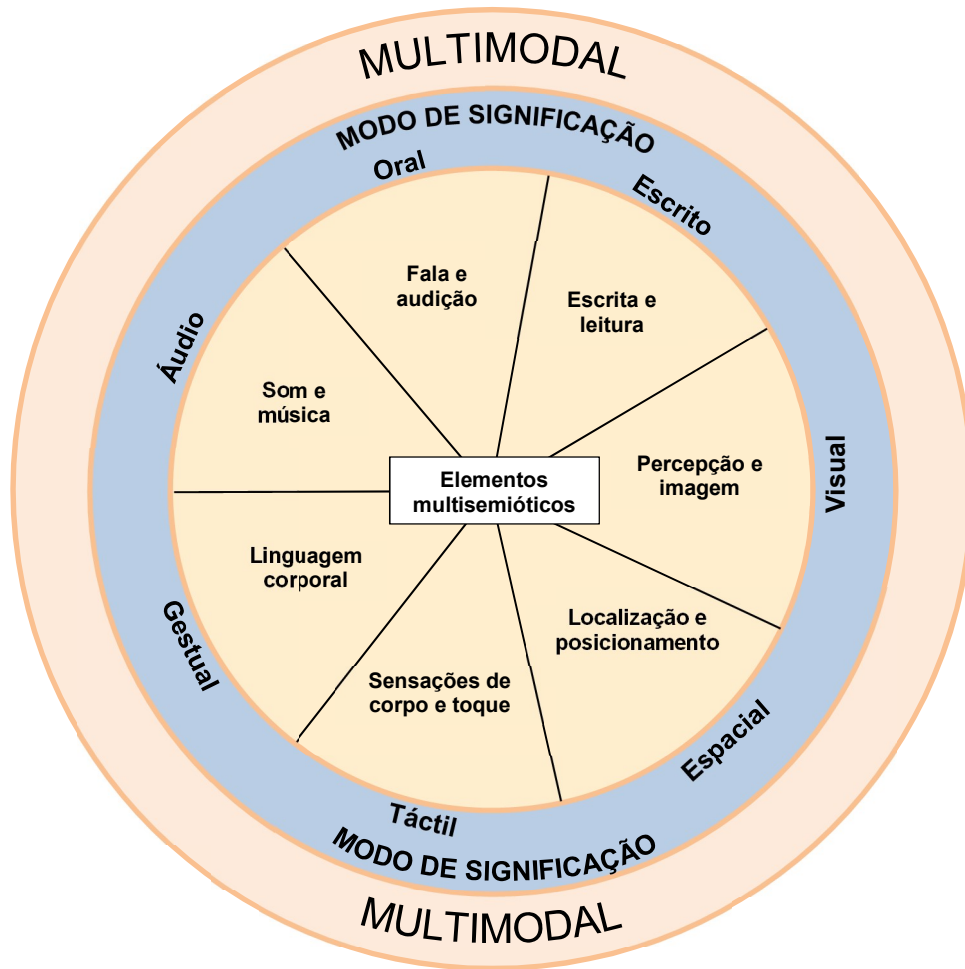 MULTIMODAL
MODO DE SIGNIFICAÇÃO
Oral
Escrito
Fala e
audição
Escrita e
leitura
Áudio
Som e
música
Visual
Percepção e
imagem
Elementos
multisemióticos
Linguagem
corporal
Gestual
Localização e
posicionamento
Espacial
Sensações de
corpo e toque
Táctil
MODO DE SIGNIFICAÇÃO
MULTIMODAL